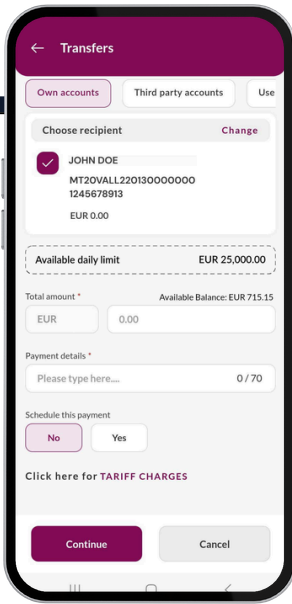 Transfers
Own accounts
Third party accounts
Use
Choose recipient
Change
JOHN DOE
MT20VALL220130000000
1245678913
EUR 0.00
Available daily limit
EUR 25,000.00
Total amount *
Available Balance: EUR 715.15
EUR
0.00
Payment details *
Please type here....
0 / 70
Schedule this payment
No
Yes
Click here for TARIFF CHARGES
Continue
Cancel